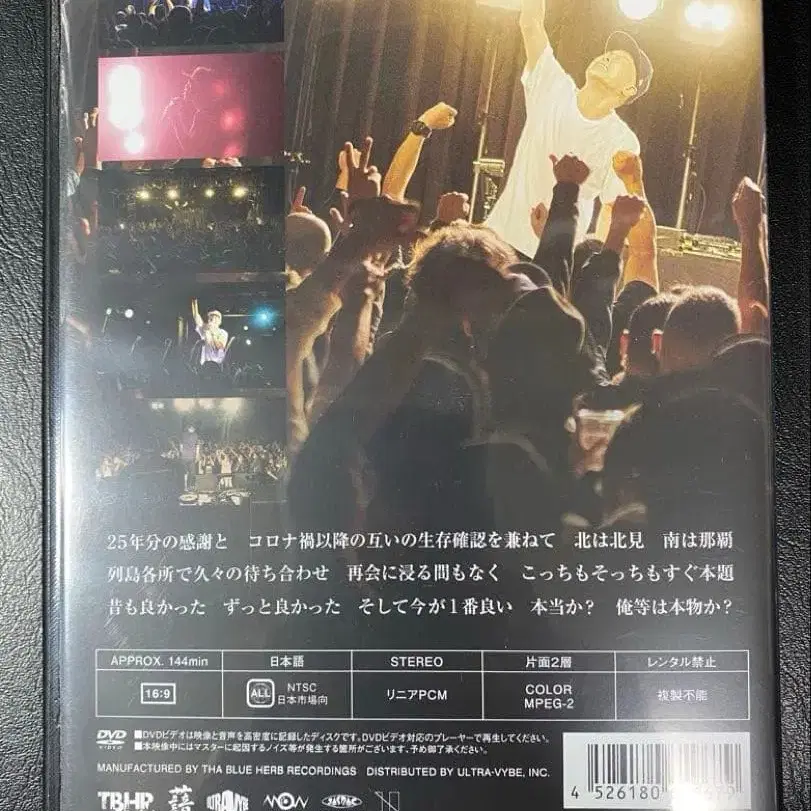 25年分の感謝と　コロナ禍以降の互いの生存確認を兼ねて　北は北見　南は那覇
列島各所で久々の待ち合わせ　再会に浸る間もなく　こっちもそっちもすぐ本題
昔も良かった　ずっと良かった　そして今が1番良い　本当か?　俺等は本物か?
APPROX. 144min　日本語　STEREO　片面2層　レンタル禁止
16:9　ALL　NTSC 日本市場向　リニアPCM　COLOR MPEG-2　複製不能
DVD VIDEO
■DVDビデオは映像と音声を高密度に記録したディスクです。DVDビデオ対応のプレーヤーで再生してください。
■本映像中にはマスターに起因するノイズ等が発生する箇所がございます。予め御了承ください。
MANUFACTURED BY THA BLUE HERB RECORDINGS　DISTRIBUTED BY ULTRA-VYBE, INC.
4 526180
TBHR